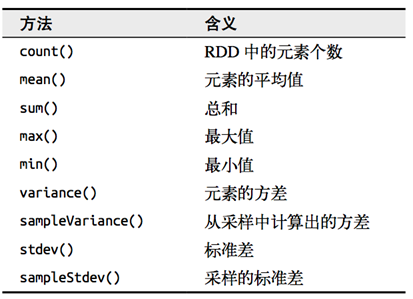 方法 含义
count() RDD 中的元素个数
mean() 元素的平均值
sum() 总和
max() 最大值
min() 最小值
variance() 元素的方差
sampleVariance() 从采样中计算出的方差
stdev() 标准差
sampleStdev() 采样的标准差